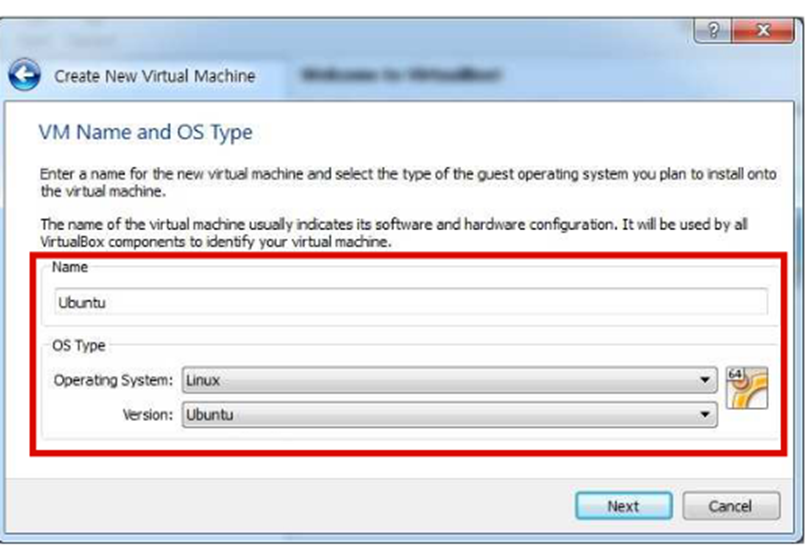 ?
X
Create New Virtual Machine
VM Name and OS Type
Enter a name for the new virtual machine and select the type of the guest operating system you plan to install onto
the virtual machine.
The name of the virtual machine usually indicates its software and hardware configuration. It will be used by all
VirtualBox components to identify your virtual machine.
Name
Ubuntu
OS Type
Operating System: Linux
64
Version: Ubuntu
Next Cancel